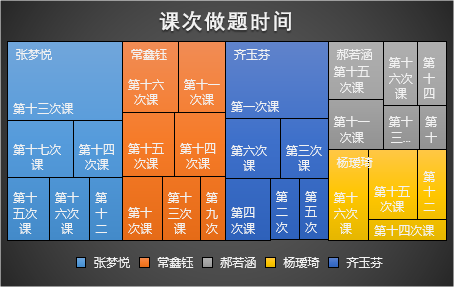 课次做题时间
张梦悦
第十三次课
第十七次
课
第十四
次课
第十
五次
课
第十
六次
课
第
十
二
常鑫钰
第十六
次课
第十一
次课
第十五
次课
第十四
次课
第十
次课
第十
三次
课
第
九
次
齐玉芬
第一次课
第六次
课
第三次
课
第四
次课
第
二
次
第
五
次
郝若涵
第十五
次课
第
十
六
次
第
十
四
第十一
次课
第
十
三...
第
十
杨瑷琦
第
十
六
次
第十五
次课
第
十
二
第十四次课
张梦悦
常鑫钰
郝若涵
杨瑷琦
齐玉芬